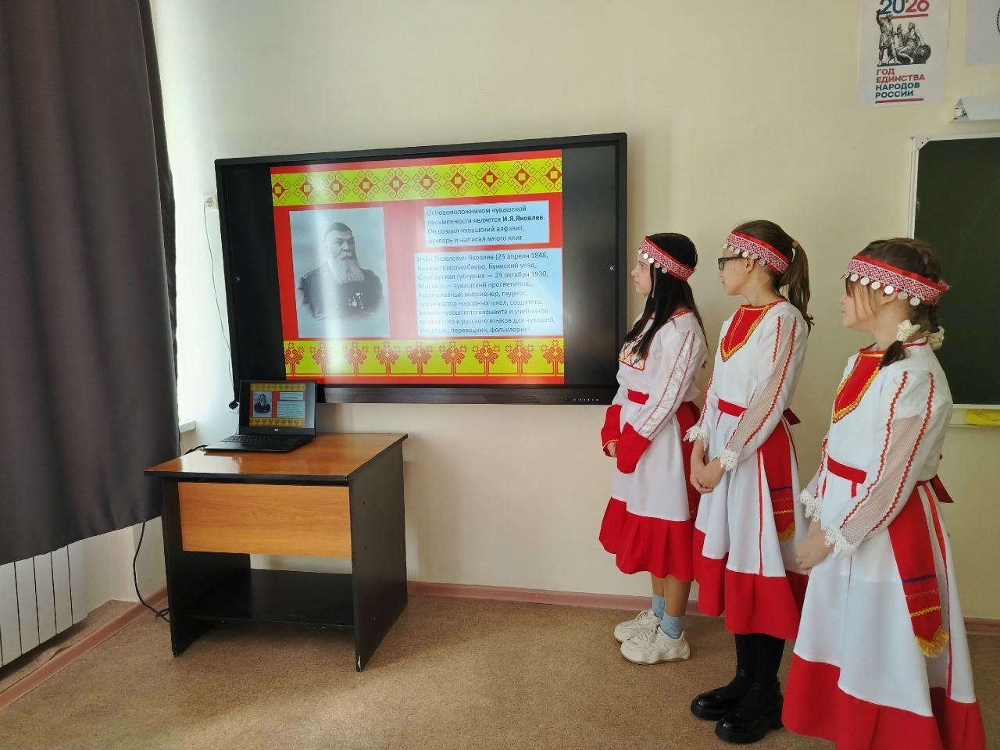 Основоположником чувашской
письменности является И.Я.Яковлев.
Он создал чувашский алфавит,
букварь и написал много книг
Иван Яковлевич Яковлев (25 апреля 1848,
Кошки-Новотимбаево, Буинский уезд,
Симбирская губерния — 23 октября 1930,
Москва) — чувашский просветитель,
православный миссионер, педагог,
организатор народных школ, создатель
нового чувашского алфавита и учебников
чувашского и русского языков для чувашей,
писатель, переводчик, фольклорист.
2026
ГОД
ЕДИНСТВА
НАРОДОВ
РОССИИ